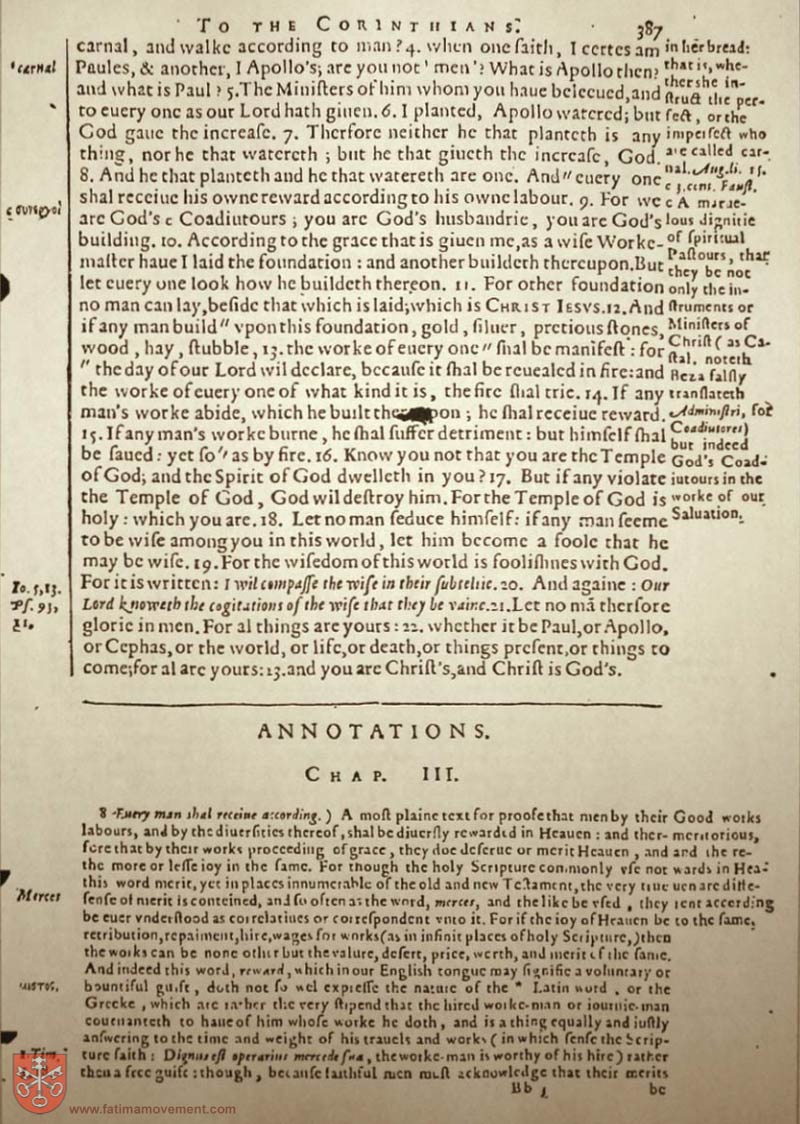 TO THE CORINTHIANS.
387
carnal, and walke according to man? 4. when one ſaith, I certes am
Paules, & another, I Apollo's; are you not ' men'? What is Apollo then?
and what is Paul? 5. The Miniſters of him whom you haue beleeued, and
to euery one as our Lord hath giuen. 6. I planted, Apollo watered; but
God gaue the increaſe. 7. Therfore neither he that planteth is any
thing, nor he that watereth; but he that giueth the increaſe, God.
8. And he that planteth and he that watereth are one. And " euery one
shal receiue his owne reward according to his owne labour. 9. For we
are God's c Coadiutours; you are God's husbandrie, you are God's
building. 10. According to the grace that is giuen me, as a wiſe Worke-
maſter haue I laid the foundation: and another buildeth thereupon. But
let euery one look how he buildeth thereon. 11. For other foundation
no man can lay, beſide that which is laid; which is CHRIST IESVS. 12. And
if any man build " vpon this foundation, gold, ſiluer, pretious ſtones,
wood, hay, ſtubble, 13. the worke of euery one " ſhal be manifeſt: for
" the day of our Lord wil declare, becauſe it ſhal be reuealed in fire: and
the worke of euery one of what kind it is, the fire ſhal trie. 14. If any
man's worke abide, which he built pon; he ſhal receiue reward.
15. If any man's worke burne, he ſhal ſuffer detriment: but himſelf ſhal
be ſaued: yet ſo " as by fire. 16. Know you not that you are the Temple
of God; and the Spirit of God dwelleth in you? 17. But if any violate
the Temple of God, God wil deſtroy him. For the Temple of God is
holy: which you are. 18. Let no man ſeduce himſelf: if any man ſeeme
to be wiſe among you in this world, let him become a foole that he
may be wiſe. 19. For the wiſedom of this world is fooliſhnes with God.
For it is written: I wil compaſſe the wiſe in their ſubteltie. 20. And againe: Our
Lord knoweth the cogitations of the wiſe that they be vaine. 21. Let no mã therfore
glorie in men. For al things are yours: 22. whether it be Paul, or Apollo,
or Cephas, or the world, or life, or death, or things preſent, or things to
come; for al are yours: 23. and you are Chriſt's, and Chriſt is God's.
' carnal
Io. 5, 13.
Pſ. 93,
11.
in her bread:
that is, whe-
ther ſhe in-
ſtruct the per-
fect, or the
imperfect who
are called car-
nal. Aug. li. 15.
c 3. cont. Fauſt.
c A marue-
lous dignitie
of ſpiritual
Paſtours, that
they be not
only the in-
ſtruments or
Miniſters of
Chriſt (as Ca-
ſtal. noteth
Beza falſly
tranſlateth
Adminiſtri, for
Coadiutores)
but indeed
God's Coad-
iutours in the
worke of our
Saluation.
ANNOTATIONS.
CHAP. III.
8 Euery man ſhal receiue according.) A moſt plaine text for proofe that men by their Good works
labours, and by the diuerſities thereof, ſhal be diuerſly rewarded in Heauen: and ther- meritorious,
fore that by their works proceeding of grace, they doe deſerue or merit Heauen, and and the re-
the more or leſſe ioy in the ſame. For though the holy Scripture commonly vſe not wards in Hea-
this word merit, yet in places innumerable of the old and new Teſtament, the very true uen are diffe-
ſenſe of merit is conteined, and ſo often as the word, merces, and the like be vſed, they rent according
be euer vnderſtood as correlatiues or correſpondent vnto it. For if the ioy of Heauen be to the ſame.
retribution, repaiment, hire, wages for works (as in infinit places of holy Scripture,) then
the works can be none other but the valure, deſert, price, werth, and merit of the ſame.
And indeed this word, reward, which in our English tongue may ſignifie a voluntary or
bountiful guift, doth not ſo wel expreſſe the nature of the * Latin word, or the
Greeke, which are rather the very ſtipend that the hired worke-man or iournie-man
couenanteth to haue of him whoſe worke he doth, and is a thing equally and iuſtly
anſwering to the time and weight of his trauels and works (in which ſenſe the Scrip-
ture ſaith: Dignus eſt operarius mercede ſua, the worke-man is worthy of his hire) rather
then a free guift: though, becauſe faithful men muſt acknowledge that their merits
Merces
1. Tim.
Bb
be
www.fatimamovement.com